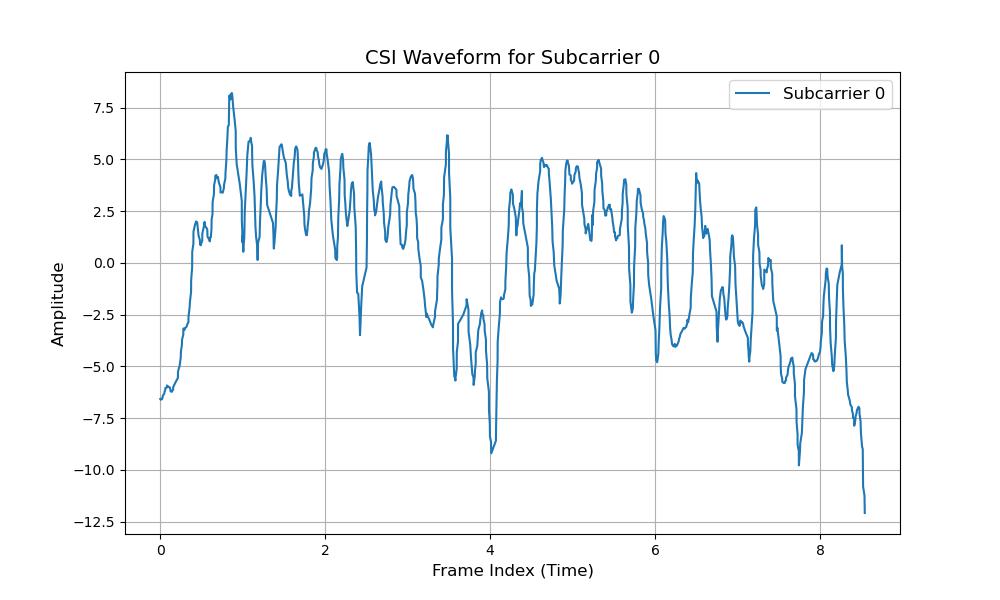 CSI Waveform for Subcarrier 0
Subcarrier 0
7.5
5.0
2.5
0.0
−2.5
−5.0
−7.5
−10.0
−12.5
Amplitude
0 2 4 6 8
Frame Index (Time)